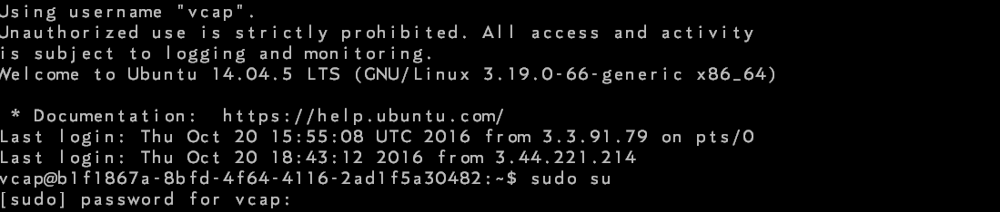 Using username "vcap".
Unauthorized use is strictly prohibited. All access and activity
is subject to logging and monitoring.
Welcome to Ubuntu 14.04.5 LTS (GNU/Linux 3.19.0-66-generic x86_64)
* Documentation: https://help.ubuntu.com/
Last login: Thu Oct 20 15:55:08 UTC 2016 from 3.3.91.79 on pts/0
Last login: Thu Oct 20 18:43:12 2016 from 3.44.221.214
vcap@b1f1867a-8bfd-4f64-4116-2ad1f5a30482:~$ sudo su
[sudo] password for vcap: